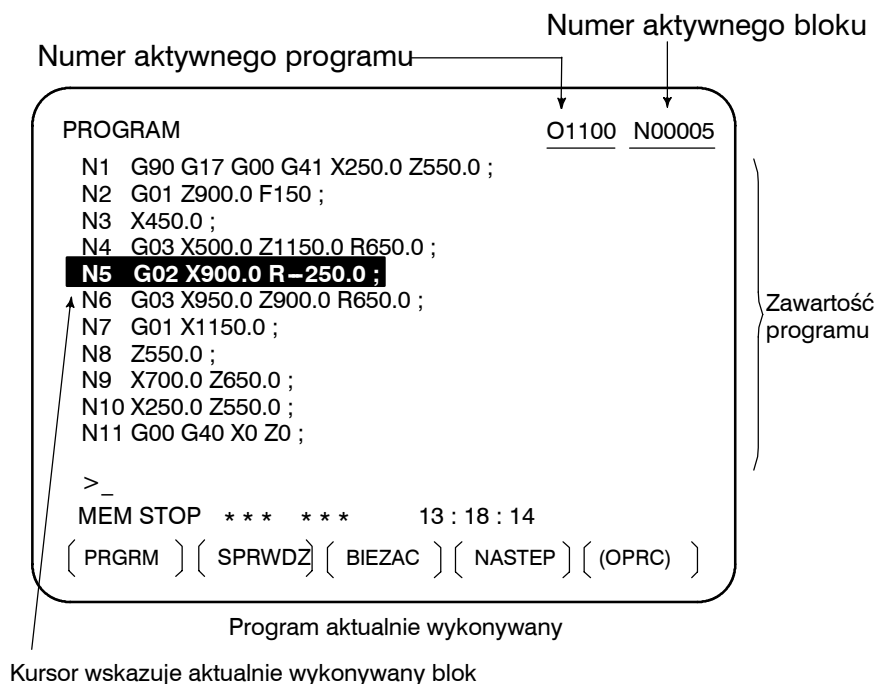 Numer aktywnego bloku
Numer aktywnego programu
PROGRAM O1100 N00005
N1 G90 G17 G00 G41 X250.0 Z550.0 ;
N2 G01 Z900.0 F150 ;
N3 X450.0 ;
N4 G03 X500.0 Z1150.0 R650.0 ;
N5 G02 X900.0 R–250.0 ;
N6 G03 X950.0 Z900.0 R650.0 ;
N7 G01 X1150.0 ;
N8 Z550.0 ;
N9 X700.0 Z650.0 ;
N10 X250.0 Z550.0 ;
N11 G00 G40 X0 Z0 ;
Zawartość
programu
>_
MEM STOP * * * * * * 13 : 18 : 14
PRGRM SPRWDZ BIEZAC NASTEP (OPRC)
Program aktualnie wykonywany
Kursor wskazuje aktualnie wykonywany blok